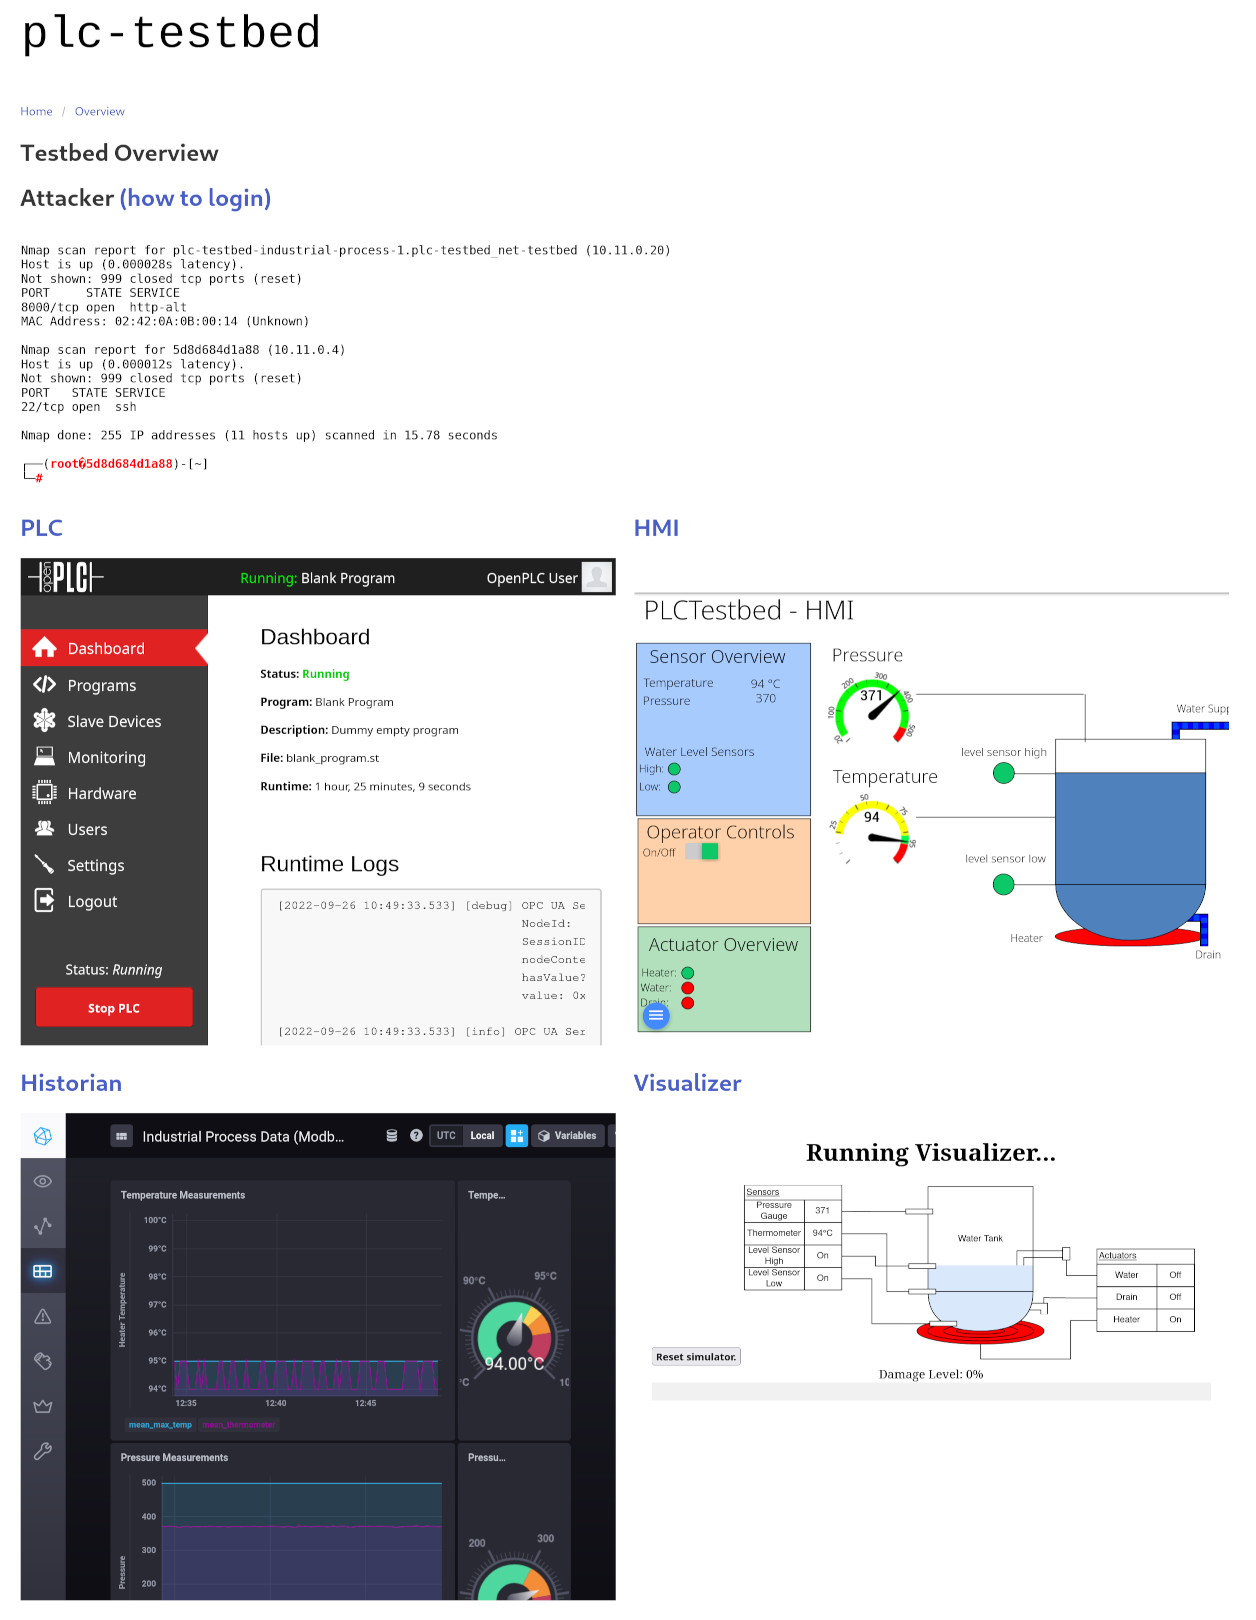 plc-testbed
Home / Overview
Testbed Overview
Attacker (how to login)
Nmap scan report for plc-testbed-industrial-process-1.plc-testbed_net-testbed (10.11.0.20)
Host is up (0.000028s latency).
Not shown: 999 closed tcp ports (reset)
PORT     STATE SERVICE
8000/tcp open  http-alt
MAC Address: 02:42:0A:0B:00:14 (Unknown)
Nmap scan report for 5d8d684d1a88 (10.11.0.4)
Host is up (0.000012s latency).
Not shown: 999 closed tcp ports (reset)
PORT   STATE SERVICE
22/tcp open  ssh
Nmap done: 255 IP addresses (11 hosts up) scanned in 15.78 seconds
(root�5d8d684d1a88)-[~]
#
PLC
open PLC
Running: Blank Program
OpenPLC User
Dashboard
Programs
Slave Devices
Monitoring
Hardware
Users
Settings
Logout
Status: Running
Stop PLC
Dashboard
Status: Running
Program: Blank Program
Description: Dummy empty program
File: blank_program.st
Runtime: 1 hour, 25 minutes, 9 seconds
Runtime Logs
[2022-09-26 10:49:33.533] [debug] OPC UA Se
NodeId:
SessionID
nodeConte
hasValue?
value: 0x
[2022-09-26 10:49:33.533] [info] OPC UA Ser
HMI
PLCTestbed - HMI
Sensor Overview
Temperature 94 °C
Pressure 370
Water Level Sensors
High:
Low:
Operator Controls
On/Off
Actuator Overview
Heater:
Water:
Drain:
Pressure
100
200
300
400
500
371
Temperature
25
50
75
95
94
Water Supp
level sensor high
level sensor low
Heater
Drain
Historian
Industrial Process Data (Modb...
UTC
Local
Variables
Temperature Measurements
Heater Temperature
100°C
99°C
98°C
97°C
96°C
95°C
94°C
12:35
12:40
12:45
mean_max_temp
mean_thermometer
Tempe...
90°C
95°C
94.00°C
°C
10
Pressure Measurements
Pressure
500
400
300
200
Pressu...
200
300
Visualizer
Running Visualizer...
Sensors
Pressure Gauge 371
Thermometer 94°C
Level Sensor High On
Level Sensor Low On
Water Tank
Actuators
Water Off
Drain Off
Heater On
Reset simulator.
Damage Level: 0%